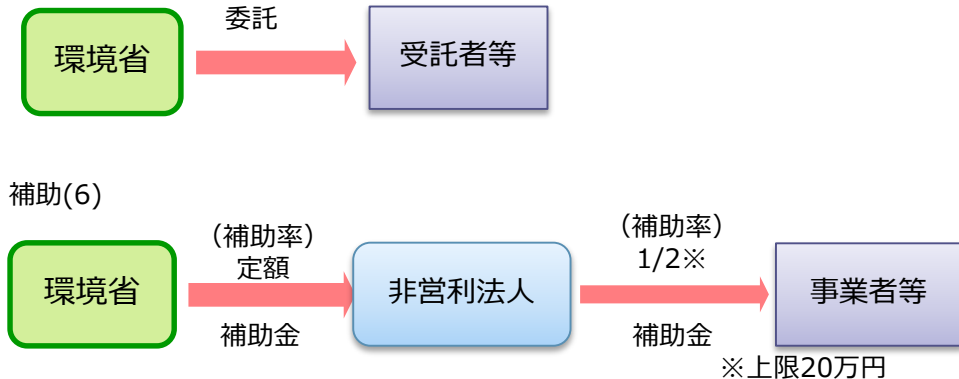 委託
環境省
受託者等
補助(6)
(補助率)
定額
(補助率)
1/2※
環境省
非営利法人
事業者等
補助金
補助金
※上限20万円